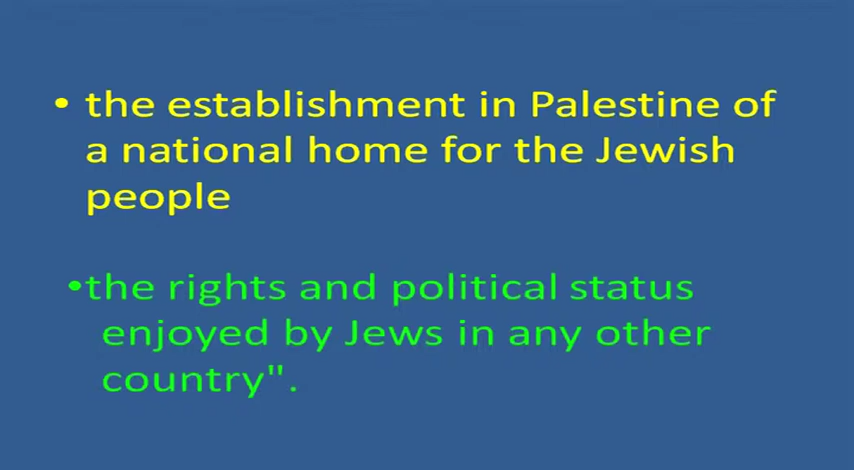 • the establishment in Palestine of
a national home for the Jewish
people
•the rights and political status
enjoyed by Jews in any other
country".